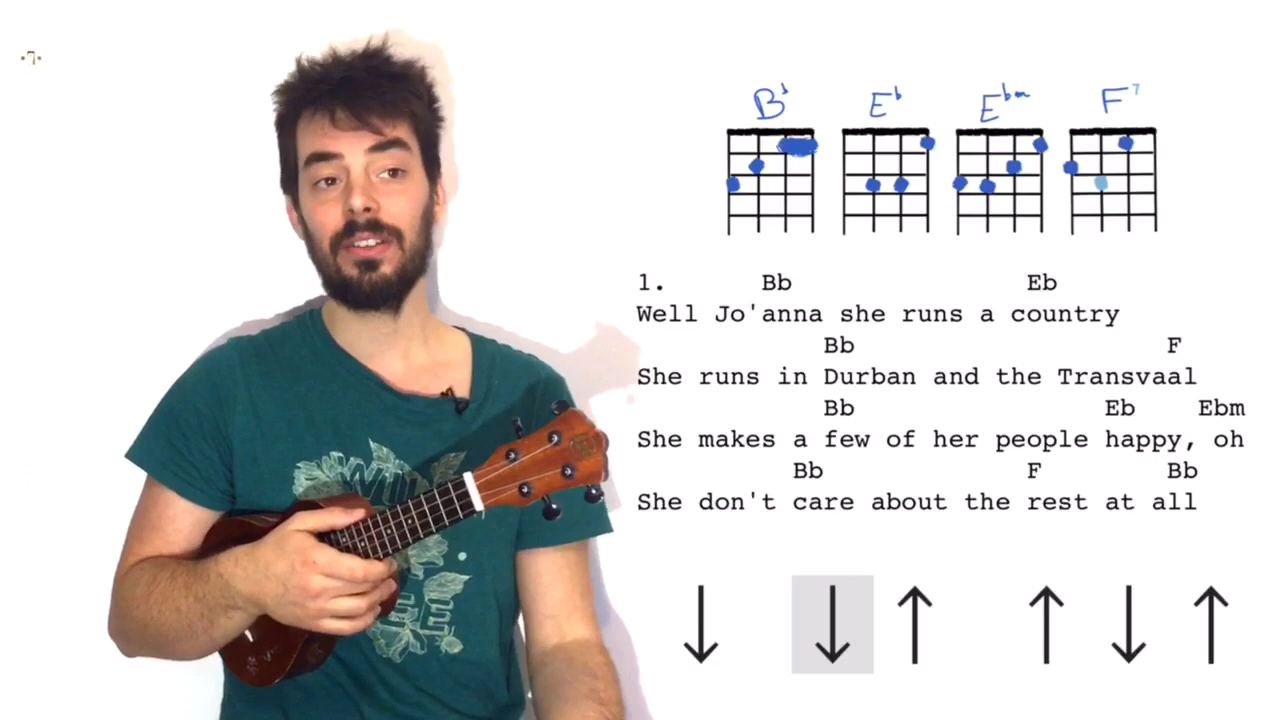 B♭ E♭ E♭m F7
1. Bb Eb
Well Jo'anna she runs a country
Bb F
She runs in Durban and the Transvaal
Bb Eb Ebm
She makes a few of her people happy, oh
Bb F Bb
She don't care about the rest at all